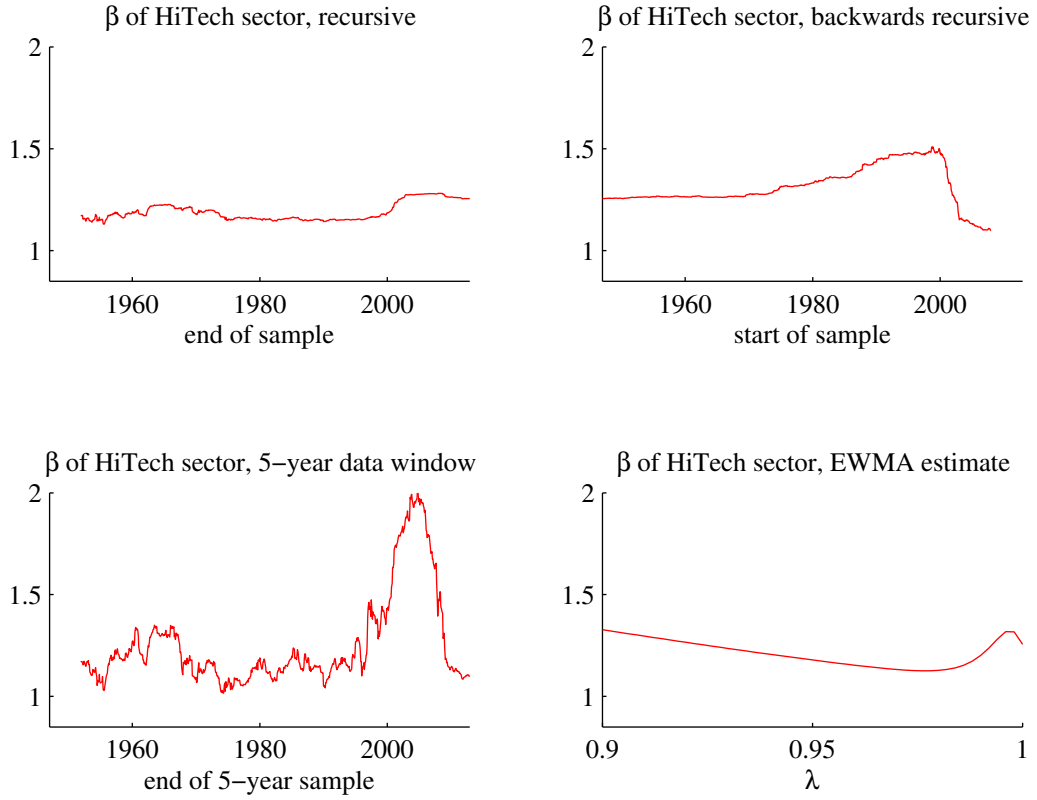 β of HiTech sector, recursive
2
1.5
1
1960 1980 2000
end of sample
β of HiTech sector, backwards recursive
2
1.5
1
1960 1980 2000
start of sample
β of HiTech sector, 5−year data window
2
1.5
1
1960 1980 2000
end of 5−year sample
β of HiTech sector, EWMA estimate
2
1.5
1
0.9 0.95 1
λ